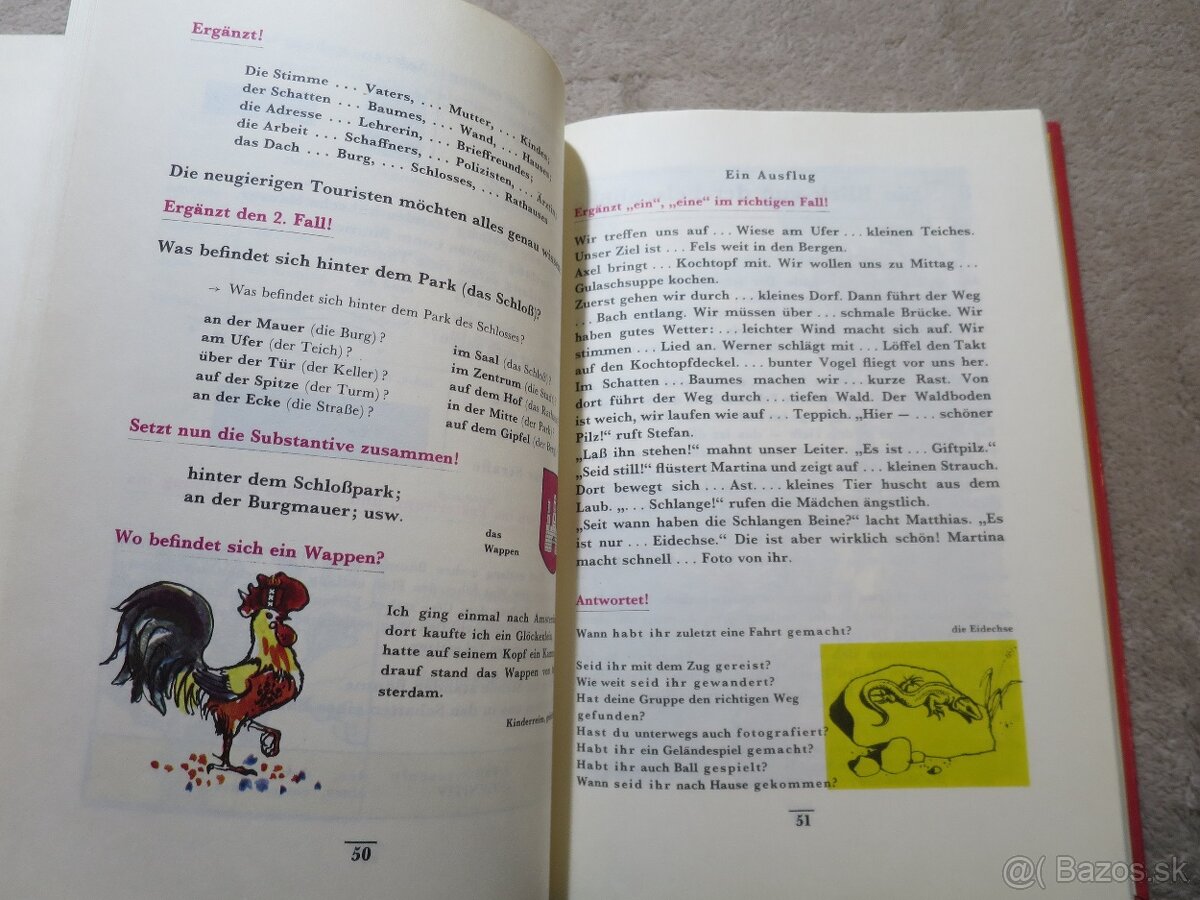 Ergänzt!
Die Stimme ... Vaters, ... Mutter, ... Kindes;
der Schatten ... Baumes, ... Wand, ... Hauses;
die Adresse ... Lehrerin, ... Brieffreundes;
die Arbeit ... Schaffners, ... Polizisten, ...
das Dach ... Burg, ... Schlosses, ... Rathauses
Die neugierigen Touristen möchten alles genau wissen.
Ergänzt den 2. Fall!
Was befindet sich hinter dem Park (das Schloß)?
→ Was befindet sich hinter dem Park des Schlosses?
an der Mauer (die Burg)?
am Ufer (der Teich)?
über der Tür (der Keller)?
auf der Spitze (der Turm)?
an der Ecke (die Straße)?
im Saal (das Schloß)?
im Zentrum (die Stadt)
auf dem Hof (das
in der Mitte (der Park)
auf dem Gipfel (der Berg)
Setzt nun die Substantive zusammen!
hinter dem Schloßpark;
an der Burgmauer; usw.
das
Wappen
Wo befindet sich ein Wappen?
Ich ging einmal nach
dort kaufte ich ein Glöckelein,
hatte auf seinem Kopf ein
drauf stand das Wappen von
sterdam.
Kinderreim,
50
Ein Ausflug
Ergänzt „ein“, „eine“ im richtigen Fall!
Wir treffen uns auf ... Wiese am Ufer ... kleinen Teiches.
Unser Ziel ist ... Fels weit in den Bergen.
Axel bringt ... Kochtopf mit. Wir wollen uns zu Mittag ...
Gulaschsuppe kochen.
Zuerst gehen wir durch ... kleines Dorf. Dann führt der Weg
... Bach entlang. Wir müssen über ... schmale Brücke. Wir
haben gutes Wetter: ... leichter Wind macht sich auf. Wir
stimmen ... Lied an. Werner schlägt mit ... Löffel den Takt
auf den Kochtopfdeckel. ... bunter Vogel fliegt vor uns her.
Im Schatten ... Baumes machen wir ... kurze Rast. Von
dort führt der Weg durch ... tiefen Wald. Der Waldboden
ist weich, wir laufen wie auf ... Teppich. „Hier — ... schöner
Pilz!“ ruft Stefan.
„Laß ihn stehen!“ mahnt unser Leiter. „Es ist ... Giftpilz.“
„Seid still!“ flüstert Martina und zeigt auf ... kleinen Strauch.
Dort bewegt sich ... Ast. ... kleines Tier huscht aus dem
Laub. „... Schlange!“ rufen die Mädchen ängstlich.
„Seit wann haben die Schlangen Beine?“ lacht Matthias. „Es
ist nur ... Eidechse.“ Die ist aber wirklich schön! Martina
macht schnell ... Foto von ihr.
Antwortet!
Wann habt ihr zuletzt eine Fahrt gemacht?
die Eidechse
Seid ihr mit dem Zug gereist?
Wie weit seid ihr gewandert?
Hat deine Gruppe den richtigen Weg
gefunden?
Hast du unterwegs auch fotografiert?
Habt ihr ein Geländespiel gemacht?
Habt ihr auch Ball gespielt?
Wann seid ihr nach Hause gekommen?
51
@( Bazos.sk